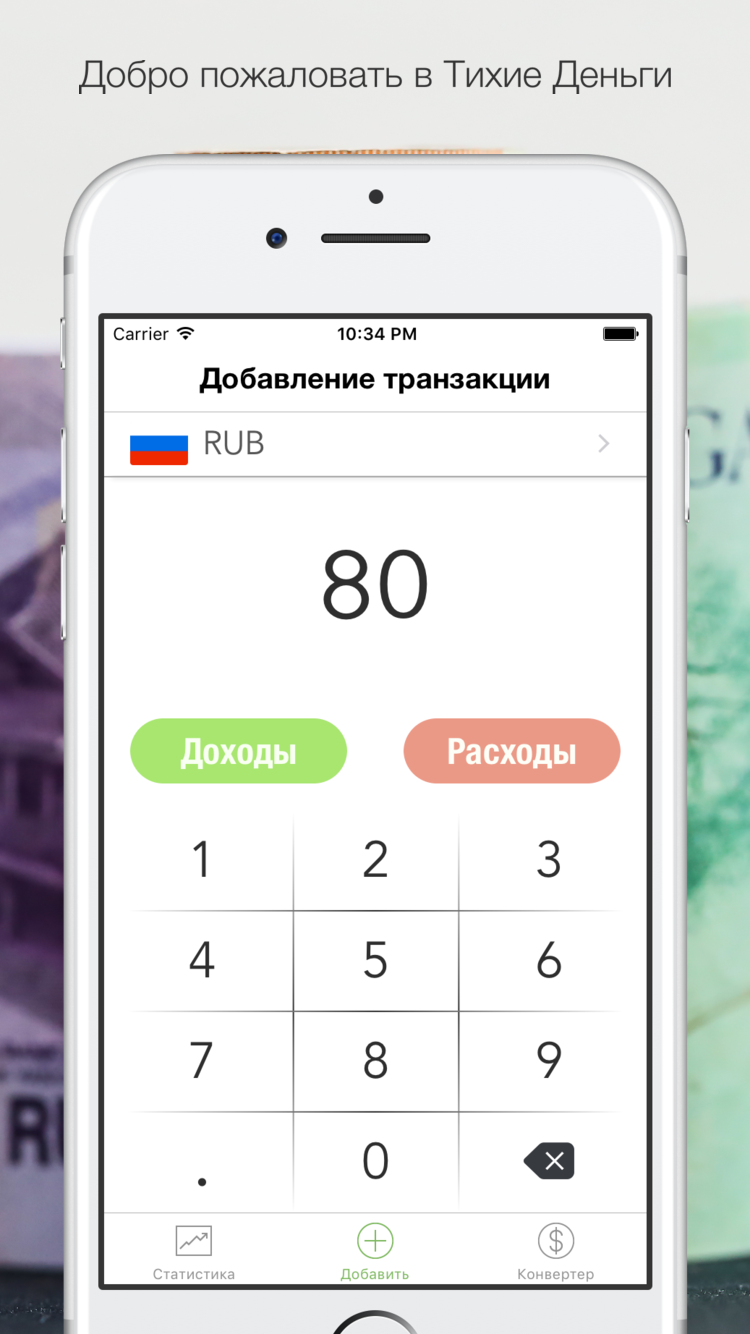 Добро пожаловать в Тихие Деньги
Carrier 10:34 PM
Добавление транзакции
RUB
80
Доходы Расходы
1 2 3
4 5 6
7 8 9
. 0
Статистика Добавить Конвертер